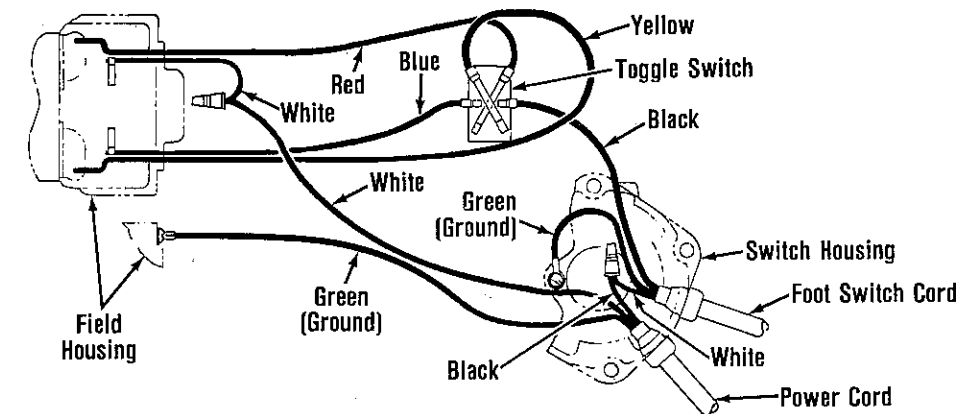 Yellow
Toggle Switch
Blue
Red
White
Black
White
Green
(Ground)
Switch Housing
Foot Switch Cord
Green
(Ground)
Field
Housing
Black
White
Power Cord